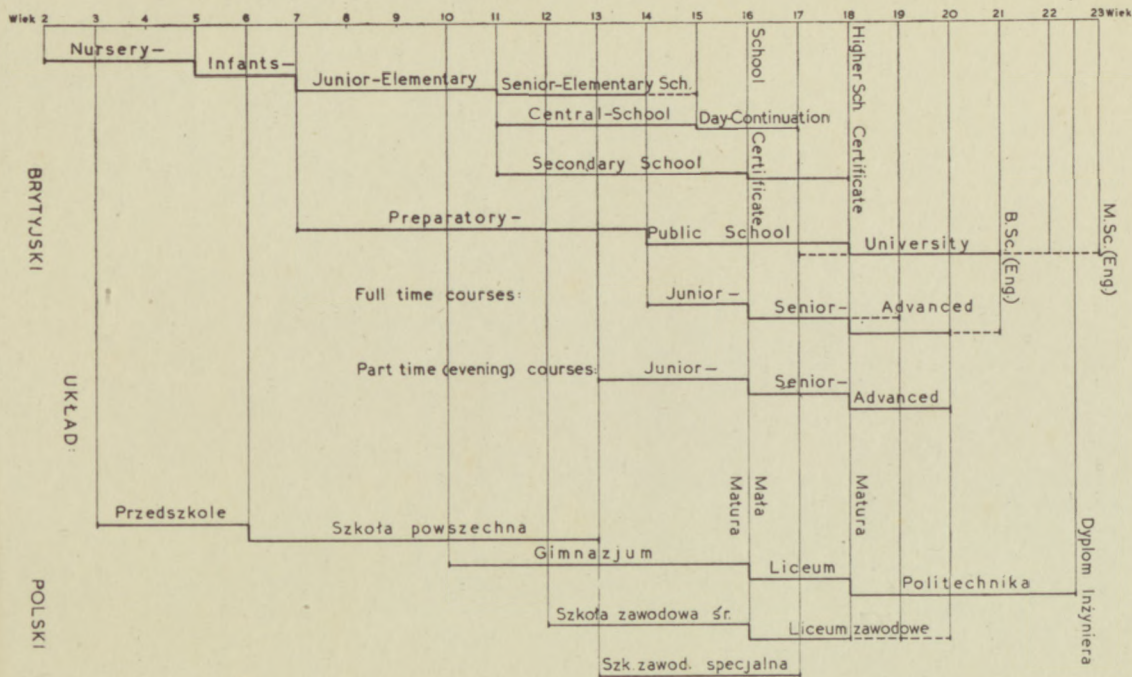 Wiek 2 3 4 5 6 7 8 9 10 11 12 13 14 15 16 17 18 19 20 21 22 23 Wiek
Nursery—
Infants—
Junior-Elementary
Senior-Elementary Sch.
Central-School
Day-Continuation
Secondary School
School Certificate
Higher Sch. Certificate
Preparatory—
Public School
University
B.Sc.(Eng)
M.Sc.(Eng.)
Full time courses:
Junior—
Senior—
Advanced
Part time (evening) courses:
Junior—
Senior—
Advanced
BRYTYJSKI
UKŁAD:
POLSKI
Mała
Matura
Matura
Przedszkole
Szkoła powszechna
Gimnazjum
Liceum
Politechnika
Dyplom Inżyniera
Szkoła zawodowa śr.
Liceum zawodowe
Szk. zawod. specjalna